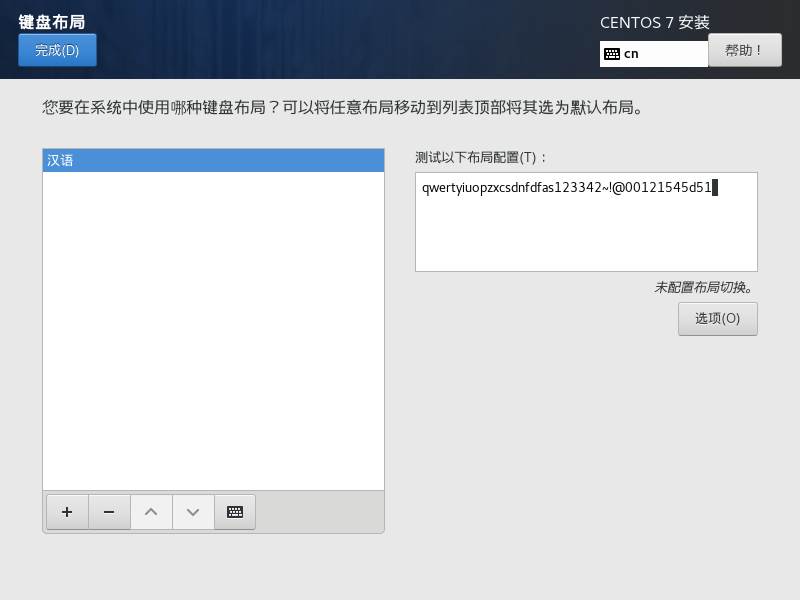 键盘布局
CENTOS 7 安装
完成(D)
cn
帮助！
您要在系统中使用哪种键盘布局？可以将任意布局移动到列表顶部将其选为默认布局。
汉语
测试以下布局配置(T) ：
qwertyiuopzxcsdnfdfas123342~!@00121545d51
未配置布局切换。
选项(O)